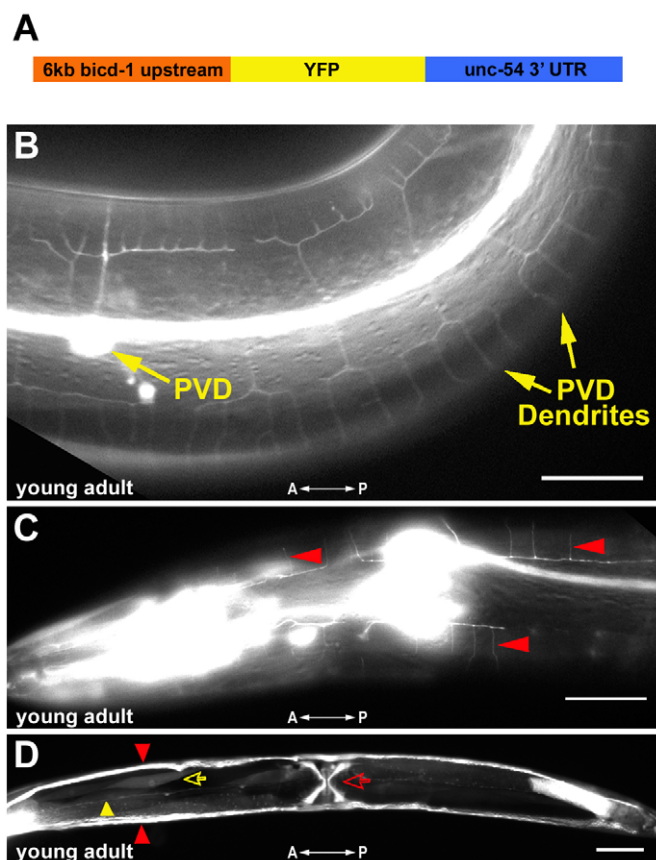 A
6kb bicd-1 upstream YFP unc-54 3' UTR
B
PVD
PVD
Dendrites
young adult
A P
C
young adult
A P
D
young adult
A P